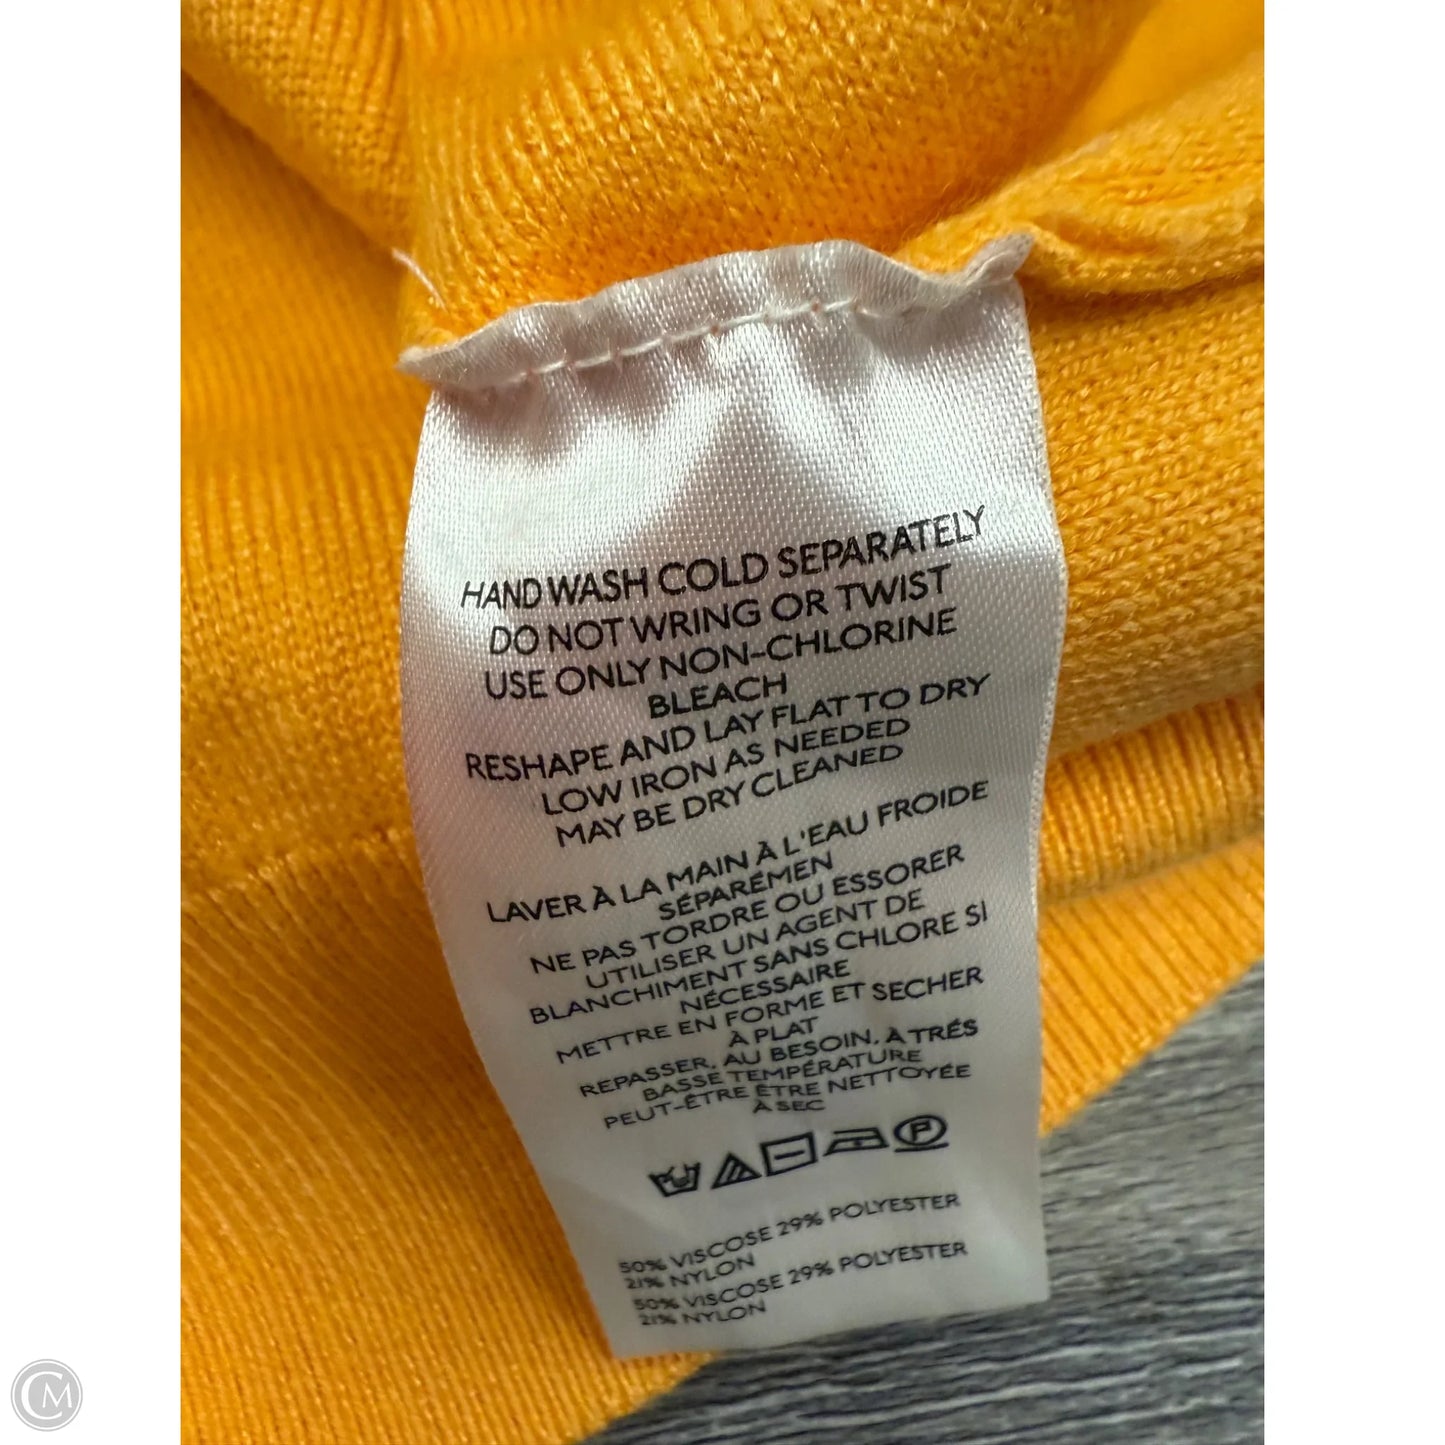 HAND WASH COLD SEPARATELY
DO NOT WRING OR TWIST
USE ONLY NON-CHLORINE
BLEACH
RESHAPE AND LAY FLAT TO DRY
LOW IRON AS NEEDED
MAY BE DRY CLEANED
LAVER À LA MAIN À L'EAU FROIDE
SÉPARÉMEN
NE PAS TORDRE OU ESSORER
UTILISER UN AGENT DE
BLANCHIMENT SANS CHLORE SI
NÉCESSAIRE
METTRE EN FORME ET SECHER
À PLAT
REPASSER, AU BESOIN, À TRÉS
BASSE TEMPÉRATURE
PEUT-ÊTRE ÊTRE NETTOYÉE
À SEC
P
50% VISCOSE 29% POLYESTER
21% NYLON
50% VISCOSE 29% POLYESTER
21% NYLON
CM